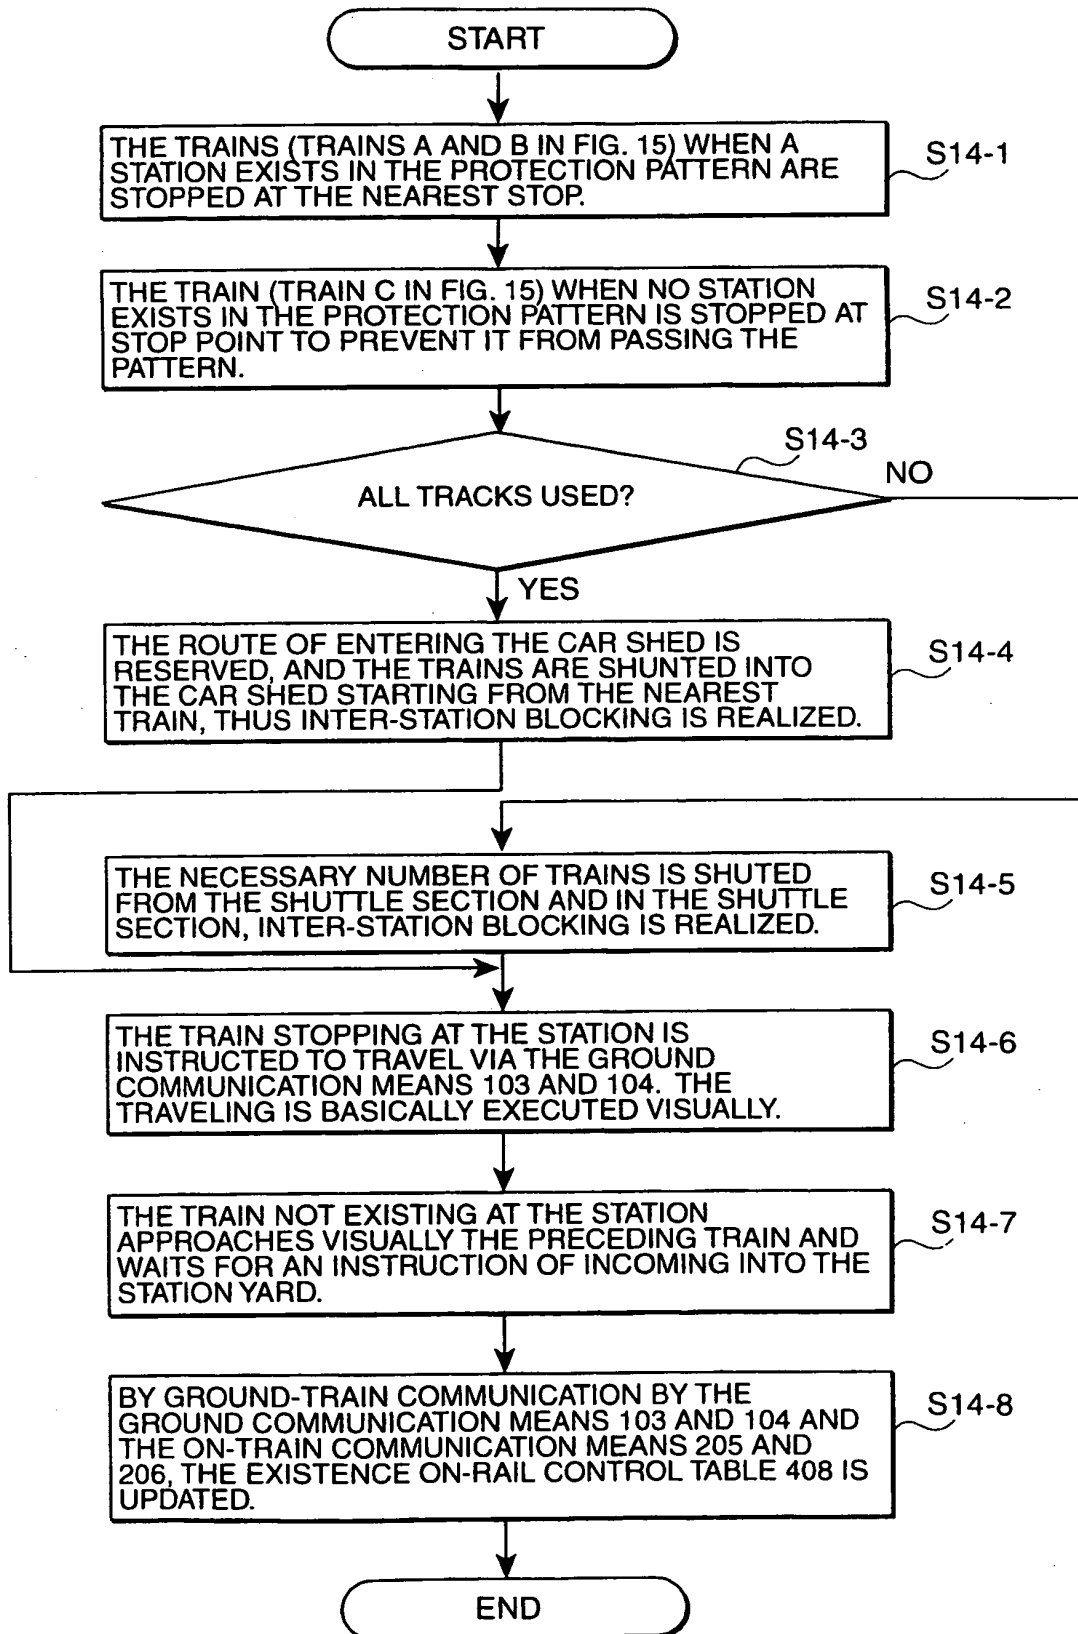 START
THE TRAINS (TRAINS A AND B IN FIG. 15) WHEN A
STATION EXISTS IN THE PROTECTION PATTERN ARE
STOPPED AT THE NEAREST STOP.
S14-1
THE TRAIN (TRAIN C IN FIG. 15) WHEN NO STATION
EXISTS IN THE PROTECTION PATTERN IS STOPPED AT
STOP POINT TO PREVENT IT FROM PASSING THE
PATTERN.
S14-2
ALL TRACKS USED?
S14-3
NO
YES
THE ROUTE OF ENTERING THE CAR SHED IS
RESERVED, AND THE TRAINS ARE SHUNTED INTO
THE CAR SHED STARTING FROM THE NEAREST
TRAIN, THUS INTER-STATION BLOCKING IS REALIZED.
S14-4
THE NECESSARY NUMBER OF TRAINS IS SHUTED
FROM THE SHUTTLE SECTION AND IN THE SHUTTLE
SECTION, INTER-STATION BLOCKING IS REALIZED.
S14-5
THE TRAIN STOPPING AT THE STATION IS
INSTRUCTED TO TRAVEL VIA THE GROUND
COMMUNICATION MEANS 103 AND 104. THE
TRAVELING IS BASICALLY EXECUTED VISUALLY.
S14-6
THE TRAIN NOT EXISTING AT THE STATION
APPROACHES VISUALLY THE PRECEDING TRAIN AND
WAITS FOR AN INSTRUCTION OF INCOMING INTO THE
STATION YARD.
S14-7
BY GROUND-TRAIN COMMUNICATION BY THE
GROUND COMMUNICATION MEANS 103 AND 104 AND
THE ON-TRAIN COMMUNICATION MEANS 205 AND
206, THE EXISTENCE ON-RAIL CONTROL TABLE 408 IS
UPDATED.
S14-8
END